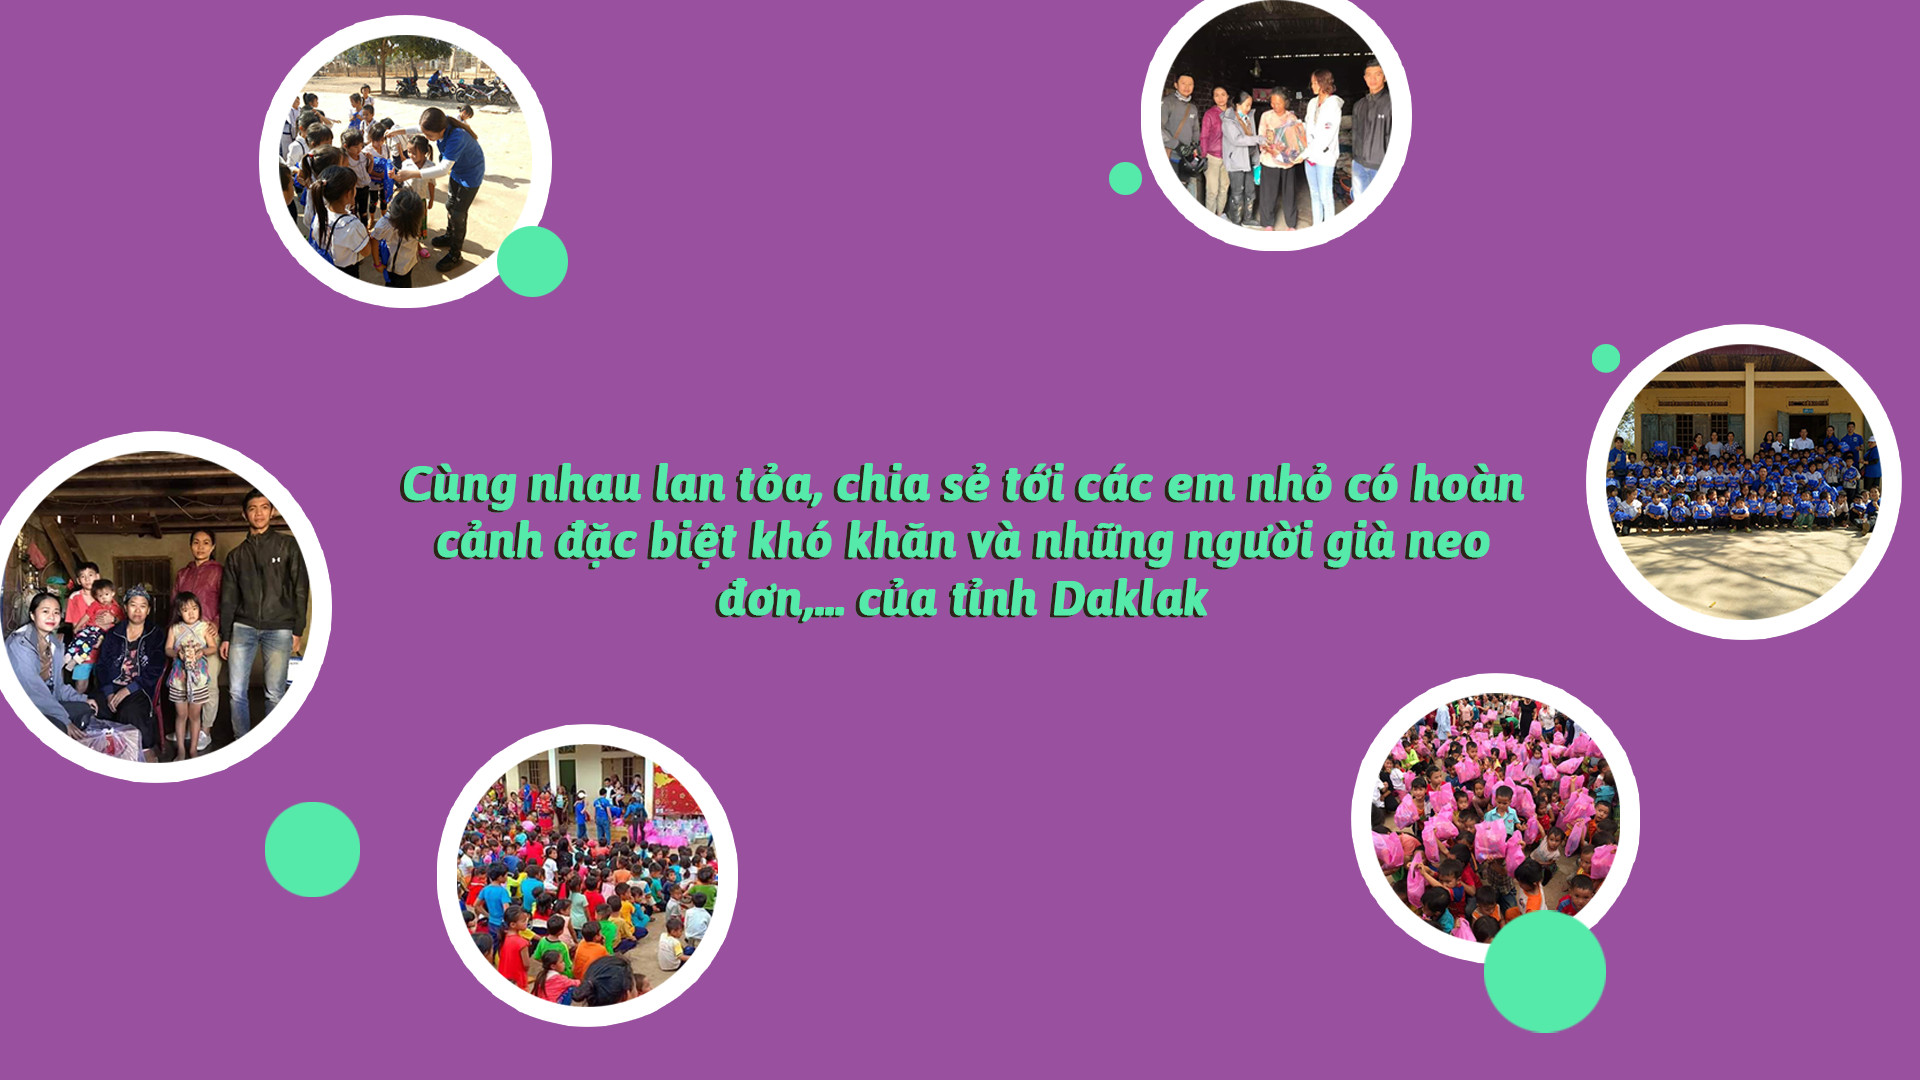 Cùng nhau lan tỏa, chia sẻ tới các em nhỏ có hoàn
cảnh đặc biệt khó khăn và những người già neo
đơn,... của tỉnh Daklak